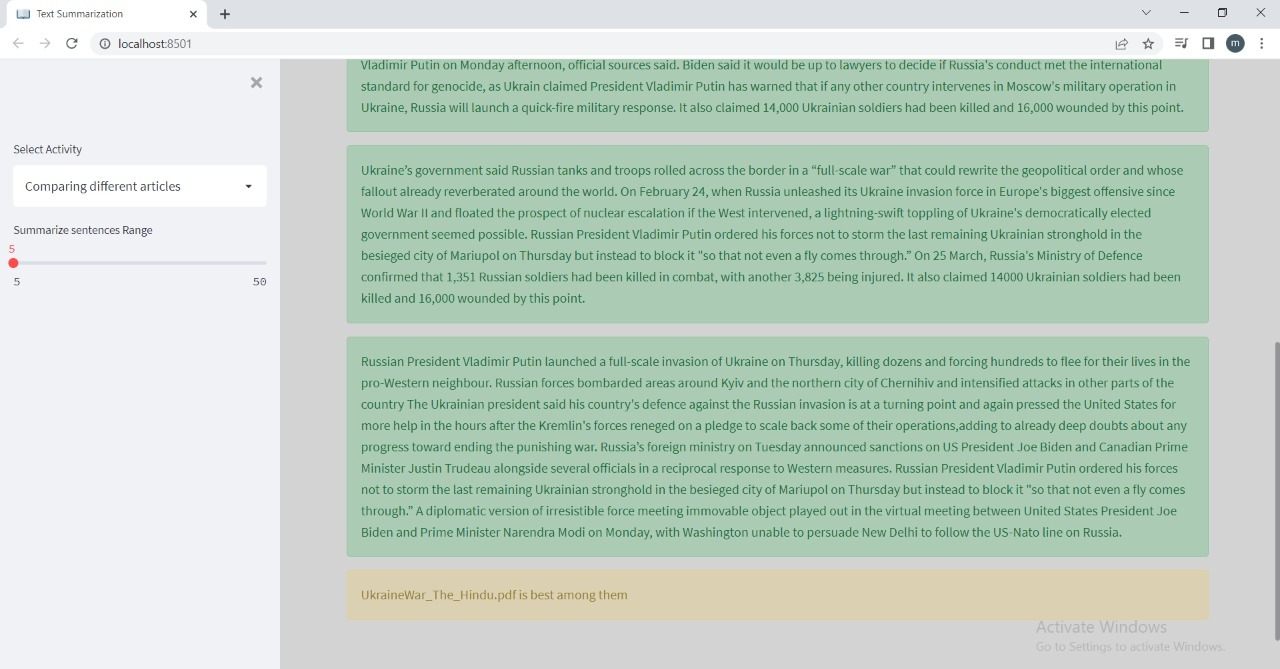 Text Summarization
localhost:8501
m
Select Activity
Comparing different articles
Summarize sentences Range
5
5 50
Vladimir Putin on Monday afternoon, official sources said. Biden said it would be up to lawyers to decide if Russia's conduct met the international
standard for genocide, as Ukrain claimed President Vladimir Putin has warned that if any other country intervenes in Moscow's military operation in
Ukraine, Russia will launch a quick-fire military response. It also claimed 14,000 Ukrainian soldiers had been killed and 16,000 wounded by this point.
Ukraine’s government said Russian tanks and troops rolled across the border in a “full-scale war” that could rewrite the geopolitical order and whose
fallout already reverberated around the world. On February 24, when Russia unleashed its Ukraine invasion force in Europe's biggest offensive since
World War II and floated the prospect of nuclear escalation if the West intervened, a lightning-swift toppling of Ukraine's democratically elected
government seemed possible. Russian President Vladimir Putin ordered his forces not to storm the last remaining Ukrainian stronghold in the
besieged city of Mariupol on Thursday but instead to block it "so that not even a fly comes through.” On 25 March, Russia's Ministry of Defence
confirmed that 1,351 Russian soldiers had been killed in combat, with another 3,825 being injured. It also claimed 14000 Ukrainian soldiers had been
killed and 16,000 wounded by this point.
Russian President Vladimir Putin launched a full-scale invasion of Ukraine on Thursday, killing dozens and forcing hundreds to flee for their lives in the
pro-Western neighbour. Russian forces bombarded areas around Kyiv and the northern city of Chernihiv and intensified attacks in other parts of the
country The Ukrainian president said his country's defence against the Russian invasion is at a turning point and again pressed the United States for
more help in the hours after the Kremlin's forces reneged on a pledge to scale back some of their operations,adding to already deep doubts about any
progress toward ending the punishing war. Russia’s foreign ministry on Tuesday announced sanctions on US President Joe Biden and Canadian Prime
Minister Justin Trudeau alongside several officials in a reciprocal response to Western measures. Russian President Vladimir Putin ordered his forces
not to storm the last remaining Ukrainian stronghold in the besieged city of Mariupol on Thursday but instead to block it "so that not even a fly comes
through.” A diplomatic version of irresistible force meeting immovable object played out in the virtual meeting between United States President Joe
Biden and Prime Minister Narendra Modi on Monday, with Washington unable to persuade New Delhi to follow the US-Nato line on Russia.
UkraineWar_The_Hindu.pdf is best among them
Activate Windows
Go to Settings to activate Windows.